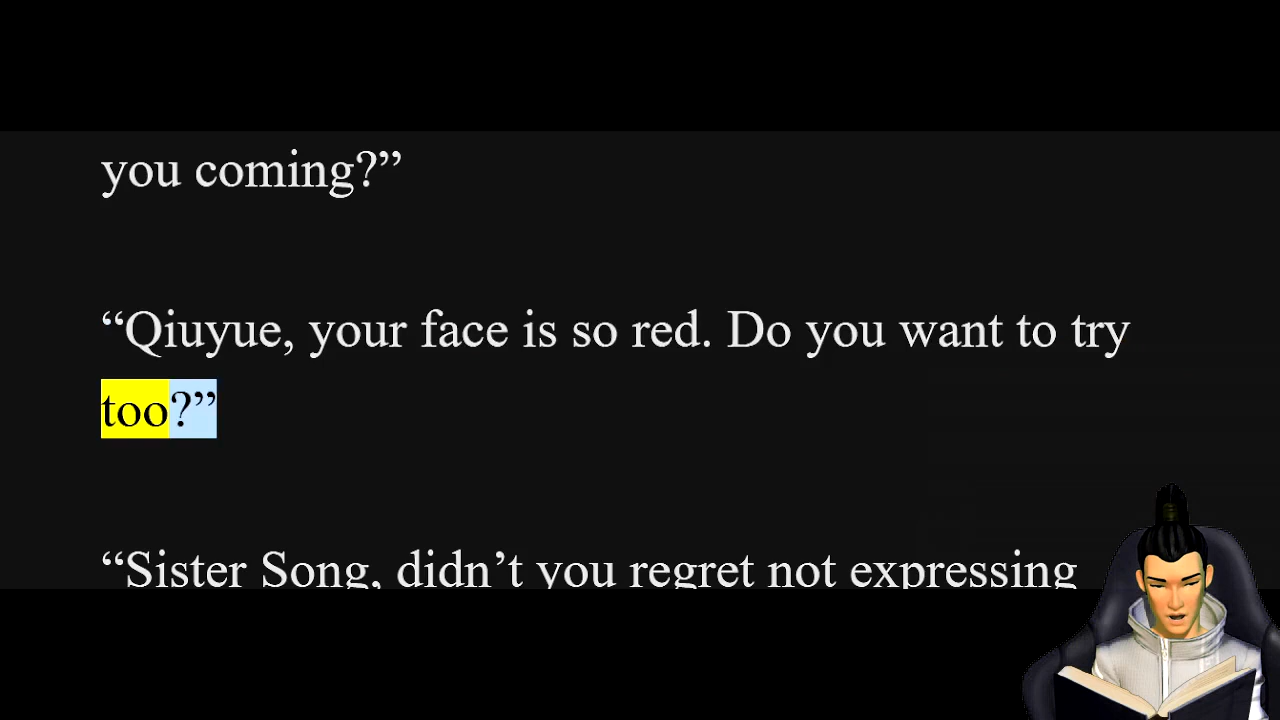 you coming?”
“Qiuyue, your face is so red. Do you want to try
too?”
“Sister Song, didn’t you regret not expressing